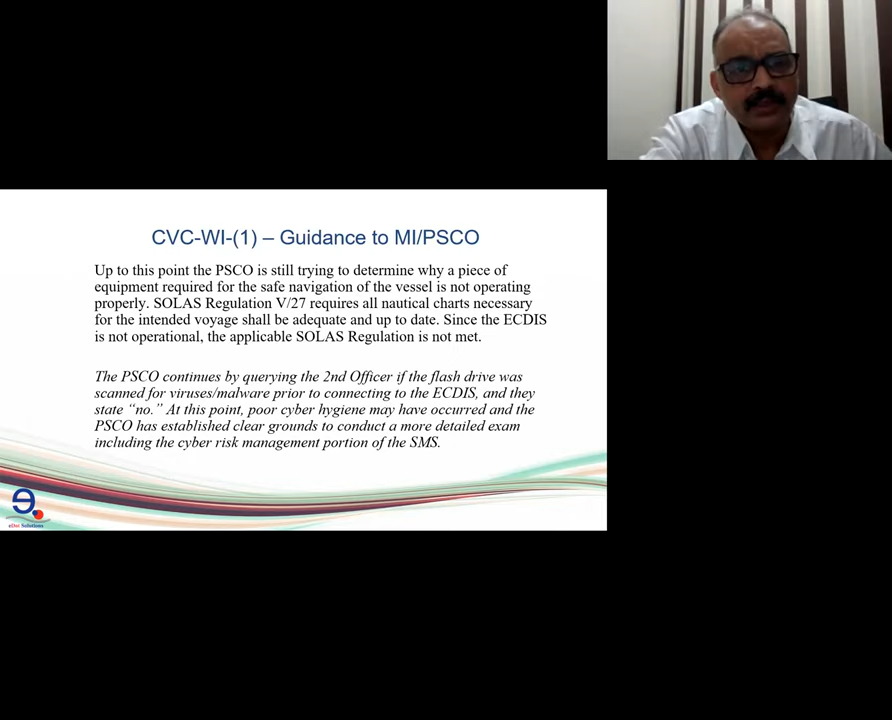 CVC-WI-(1) – Guidance to MI/PSCO
Up to this point the PSCO is still trying to determine why a piece of
equipment required for the safe navigation of the vessel is not operating
properly. SOLAS Regulation V/27 requires all nautical charts necessary
for the intended voyage shall be adequate and up to date. Since the ECDIS
is not operational, the applicable SOLAS Regulation is not met.
The PSCO continues by querying the 2nd Officer if the flash drive was
scanned for viruses/malware prior to connecting to the ECDIS, and they
state “no.” At this point, poor cyber hygiene may have occurred and the
PSCO has established clear grounds to conduct a more detailed exam
including the cyber risk management portion of the SMS.
eDot Solutions